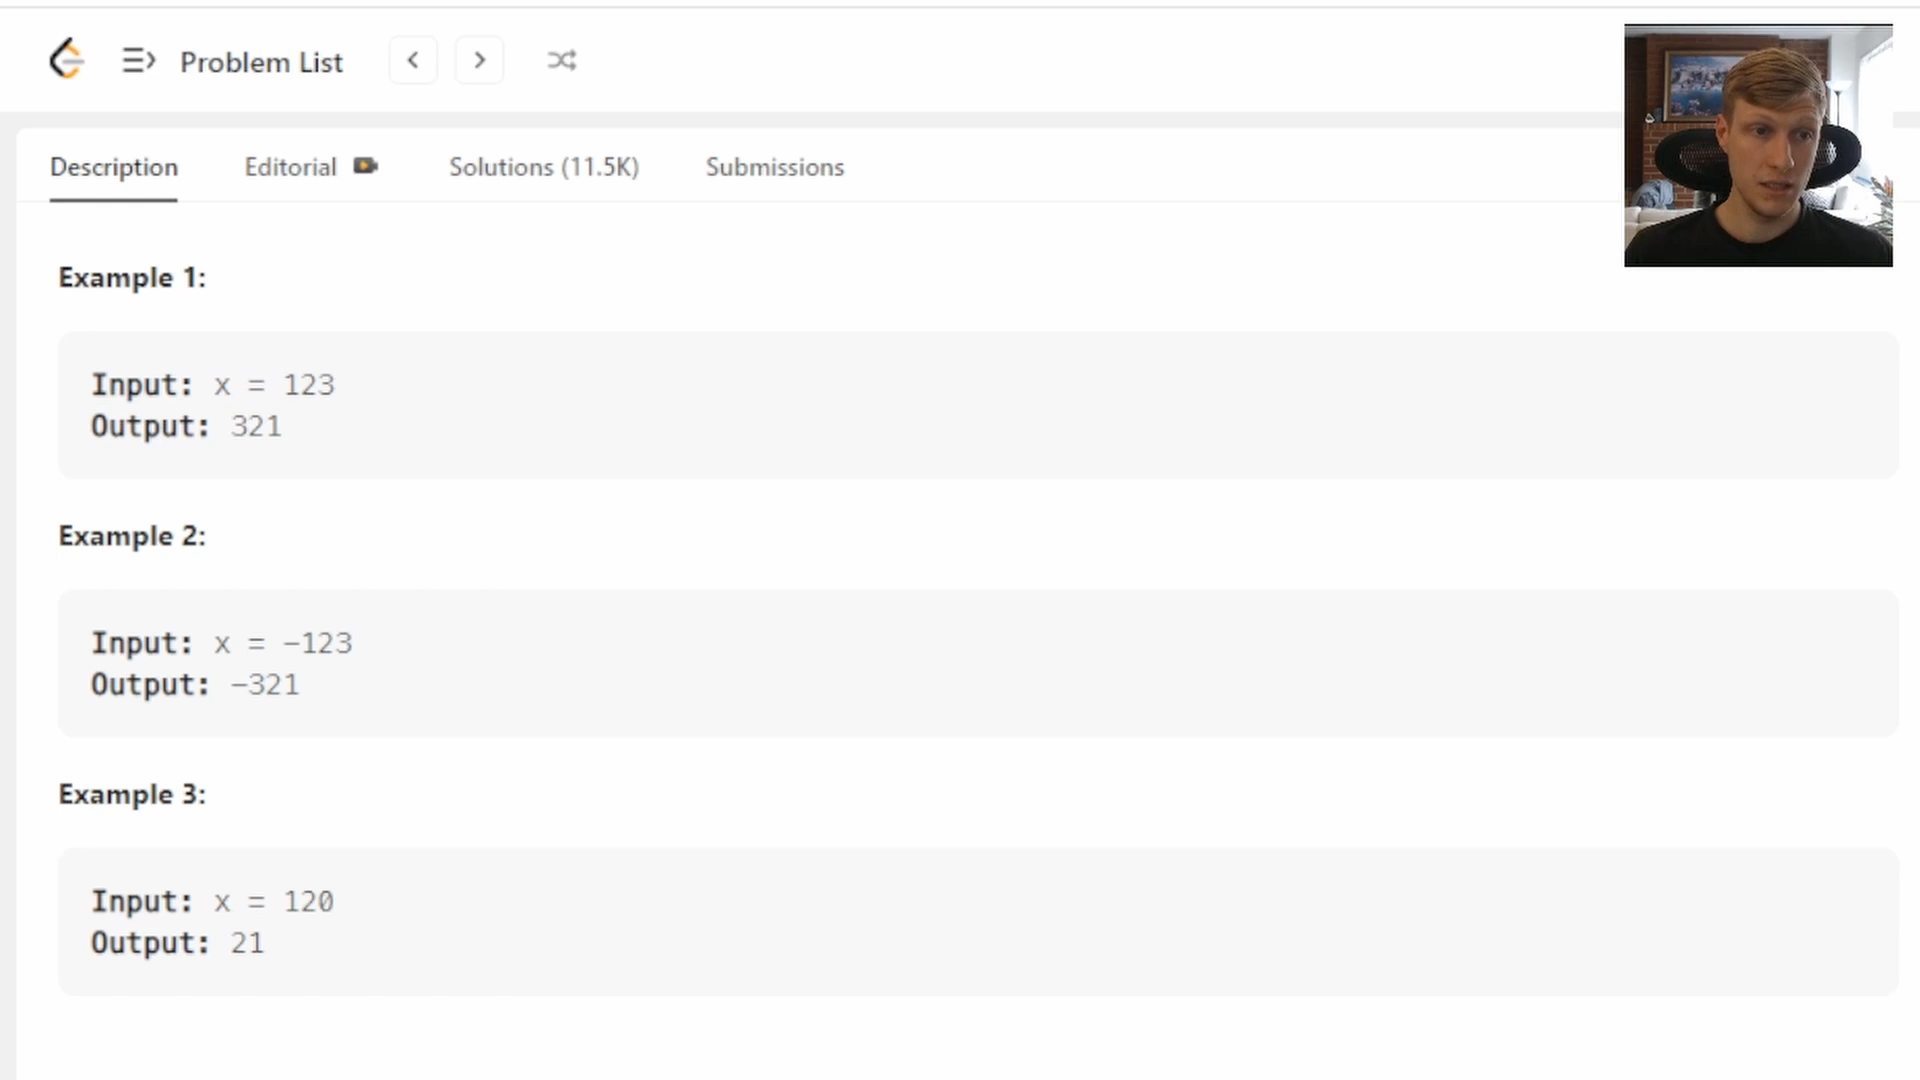 Problem List
Description Editorial Solutions (11.5K) Submissions
Example 1:
Input: x = 123
Output: 321
Example 2:
Input: x = −123
Output: −321
Example 3:
Input: x = 120
Output: 21